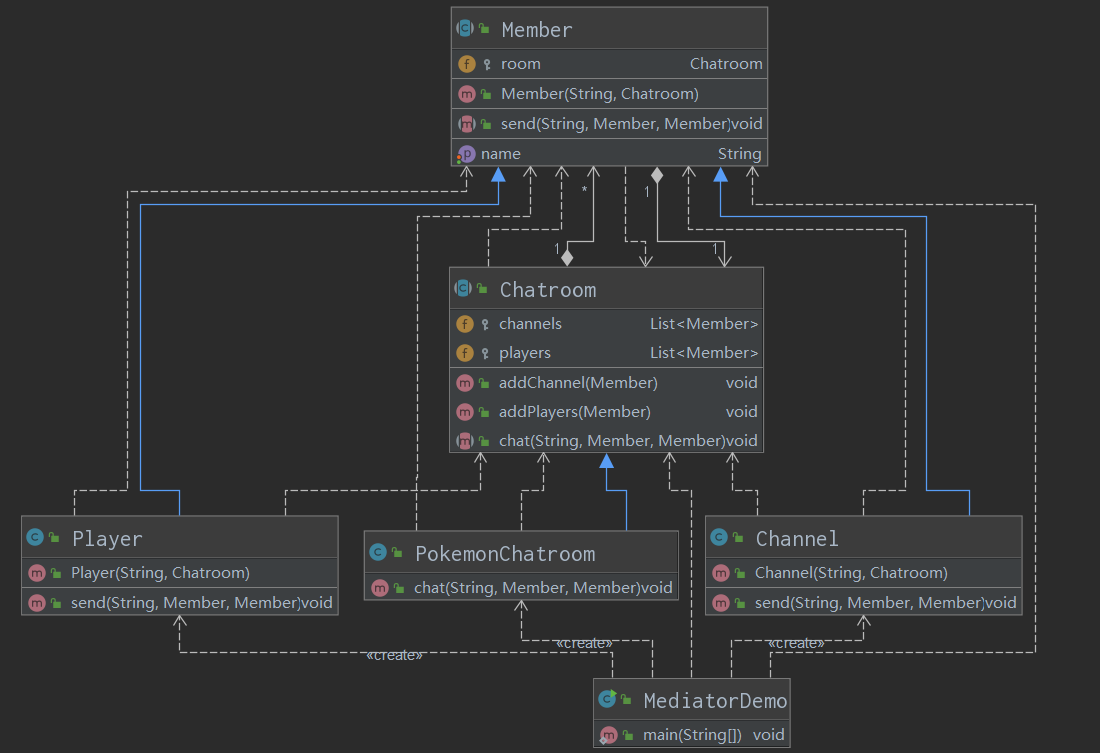 Member
room Chatroom
Member(String, Chatroom)
send(String, Member, Member)void
name String
* 1
1 1
Chatroom
channels List<Member>
players List<Member>
addChannel(Member) void
addPlayers(Member) void
chat(String, Member, Member)void
Player
Player(String, Chatroom)
send(String, Member, Member)void
PokemonChatroom
chat(String, Member, Member)void
Channel
Channel(String, Chatroom)
send(String, Member, Member)void
«create» «create»
«create»
MediatorDemo
main(String[]) void